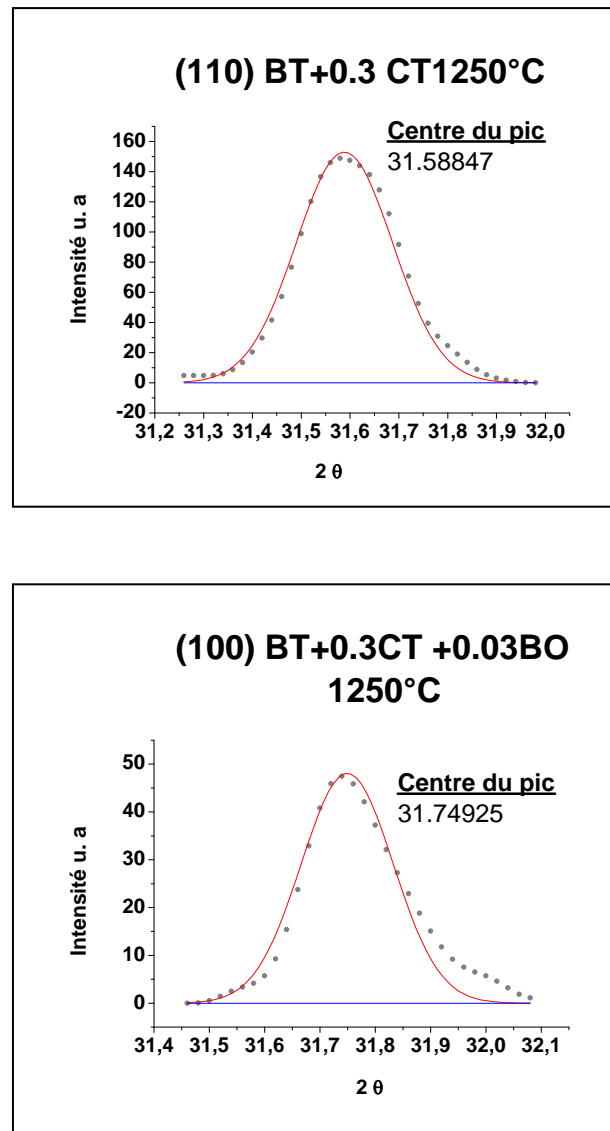 (110) BT+0.3 CT1250°C
Centre du pic
31.58847
160
140
120
100
80
60
40
20
0
-20
Intensité u. a
31,2 31,3 31,4 31,5 31,6 31,7 31,8 31,9 32,0
2 θ
(100) BT+0.3CT +0.03BO
1250°C
Centre du pic
31.74925
50
40
30
20
10
0
Intensité u. a
31,4 31,5 31,6 31,7 31,8 31,9 32,0 32,1
2 θ